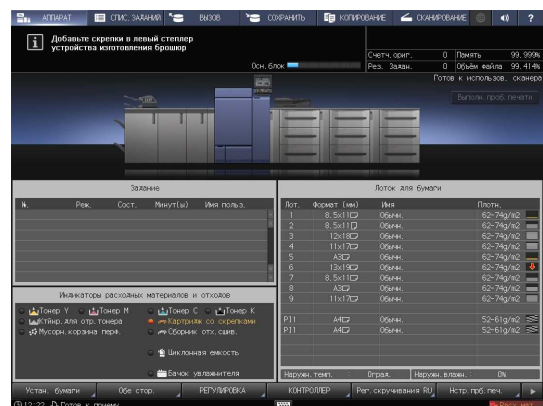 АППАРАТ
СПИС. ЗАДАНИЙ
ВЫЗОВ
СОХРАНИТЬ
КОПИРОВАНИЕ
СКАНИРОВАНИЕ
?
Добавьте скрепки в левый степлер
устройства изготовления брошюр
Осн. блок
Счетч. ориг. 0 Память 99.999%
Рез. Задан. 0 Объём файла 99.414%
Готов к использов. сканера
Выполн. проб. печати
Задание
№. Реж. Сост. Минут(ы) Имя польз.
Лоток для бумаги
Лот. Формат (мм) Имя Плотн.
1 8.5x11 Обычн. 62-74g/m2
2 8.5x11 Обычн. 62-74g/m2
3 12x18 Обычн. 62-74g/m2
4 11x17 Обычн. 62-74g/m2
5 A3 Обычн. 62-74g/m2
6 13x19 Обычн. 62-74g/m2
7 8.5x11 Обычн. 62-74g/m2
8 A3 Обычн. 62-74g/m2
9 11x17 Обычн. 62-74g/m2
PI1 A4 Обычн. 52-61g/m2
PI1 A4 Обычн. 52-61g/m2
Индикаторы расходных материалов и отходов
Тонер Y Тонер M Тонер C Тонер K
Ктйнр. для отр. тонера Картридж со скрепками
Мусорн. корзина перф. Сборник отх. сшив.
Циклонная емкость
Бачок увлажнителя
Наружн. темп. : 0град. Наружн. влажн. : 0%
Устан. бумаги
Обе стор.
РЕГУЛИРОВКА
КОНТРОЛЛЕР
Рег. скручивания RU
Нстр. прб. печ.
12:22 Готов к приему